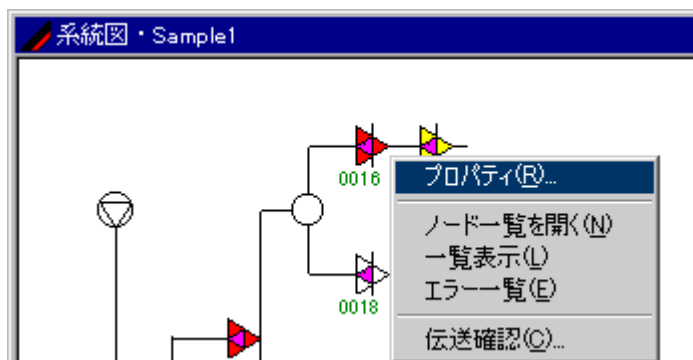 系統図・Sample1
0016
プロパティ(R)...
ノード一覧を開く(N)
一覧表示(L)
エラー一覧(E)
0018
伝送確認(C)...